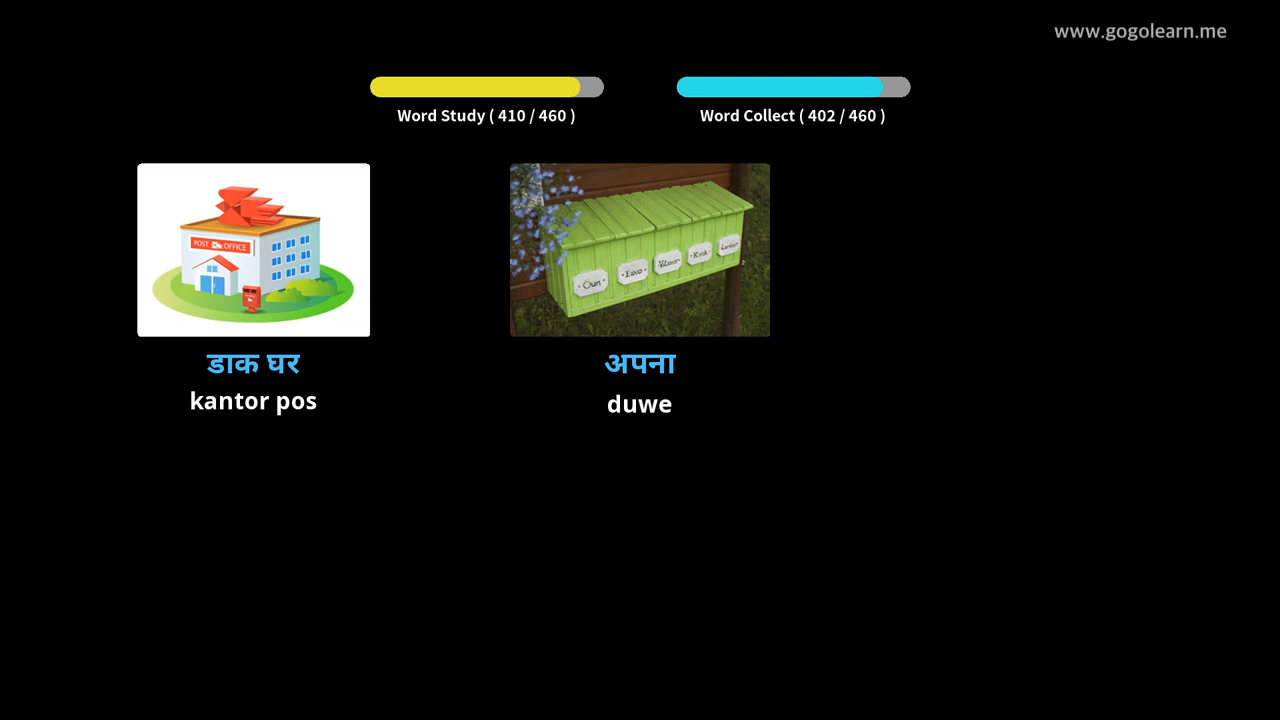 www.gogolearn.me
Word Study ( 410 / 460 )
Word Collect ( 402 / 460 )
POST OFFICE
डाक घर
kantor pos
अपना
duwe